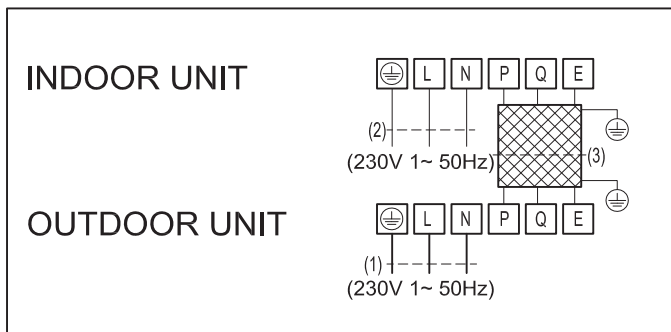 INDOOR UNIT
L N P Q E
(2)
(230V 1~ 50Hz)
(3)
OUTDOOR UNIT
L N P Q E
(1)
(230V 1~ 50Hz)